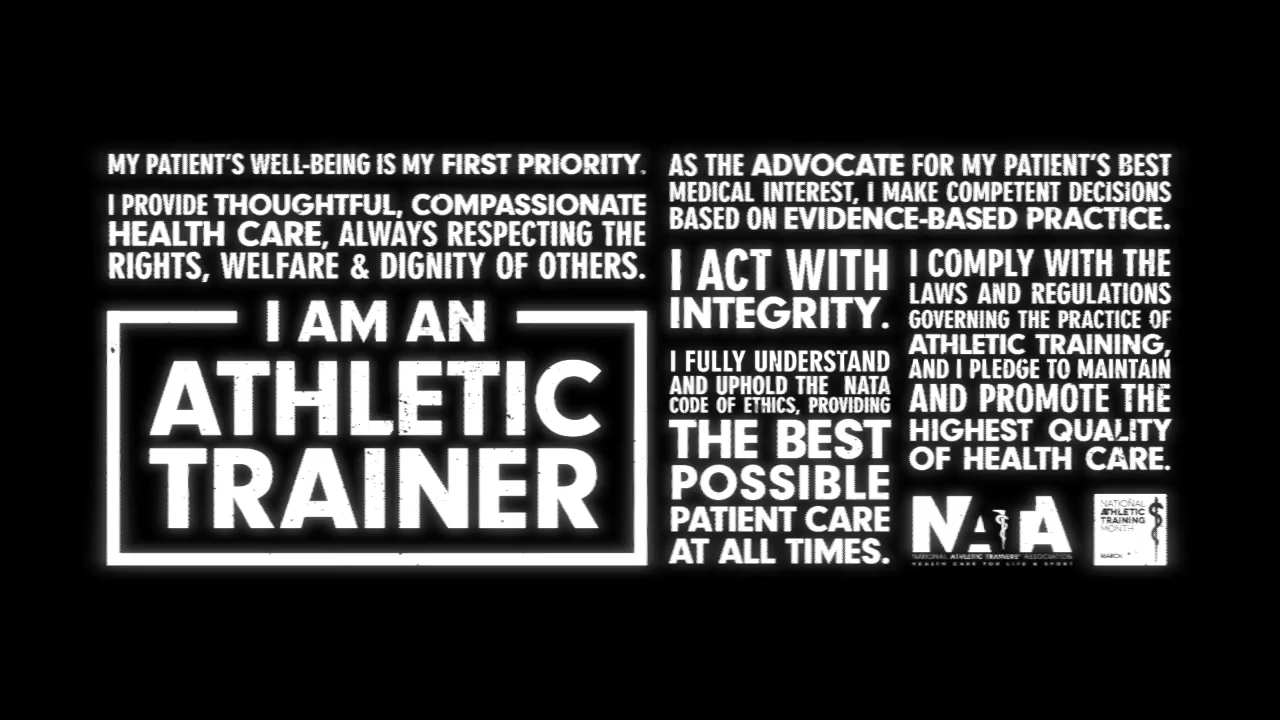 MY PATIENT'S WELL-BEING IS MY FIRST PRIORITY.
I PROVIDE THOUGHTFUL, COMPASSIONATE
HEALTH CARE, ALWAYS RESPECTING THE
RIGHTS, WELFARE & DIGNITY OF OTHERS.
I AM AN
ATHLETIC
TRAINER
AS THE ADVOCATE FOR MY PATIENT'S BEST
MEDICAL INTEREST, I MAKE COMPETENT DECISIONS
BASED ON EVIDENCE-BASED PRACTICE.
I ACT WITH
INTEGRITY.
I FULLY UNDERSTAND
AND UPHOLD THE NATA
CODE OF ETHICS, PROVIDING
THE BEST
POSSIBLE
PATIENT CARE
AT ALL TIMES.
I COMPLY WITH THE
LAWS AND REGULATIONS
GOVERNING THE PRACTICE OF
ATHLETIC TRAINING,
AND I PLEDGE TO MAINTAIN
AND PROMOTE THE
HIGHEST QUALITY
OF HEALTH CARE.
NATA
NATIONAL ATHLETIC TRAINERS' ASSOCIATION
HEALTH CARE FOR LIFE & SPORT
NATIONAL
ATHLETIC
TRAINING
MONTH
MARCH